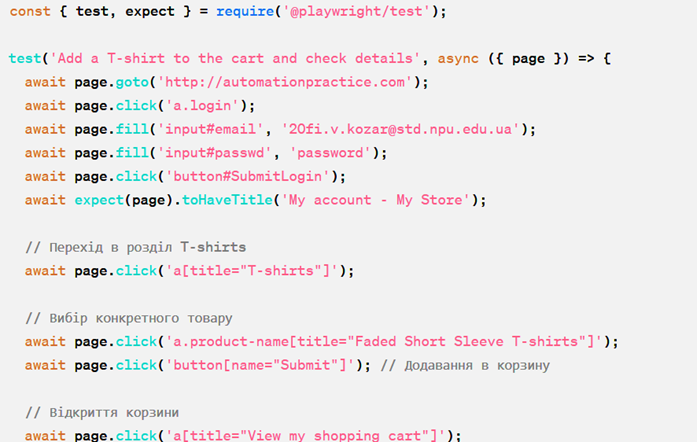 const { test, expect } = require('@playwright/test');
test('Add a T-shirt to the cart and check details', async ({ page }) => {
await page.goto('http://automationpractice.com');
await page.click('a.login');
await page.fill('input#email', '20fi.v.kozar@std.npu.edu.ua');
await page.fill('input#passwd', 'password');
await page.click('button#SubmitLogin');
await expect(page).toHaveTitle('My account - My Store');
// Перехід в розділ T-shirts
await page.click('a[title="T-shirts"]');
// Вибір конкретного товару
await page.click('a.product-name[title="Faded Short Sleeve T-shirts"]');
await page.click('button[name="Submit"]'); // Додавання в корзину
// Відкриття корзини
await page.click('a[title="View my shopping cart"]');